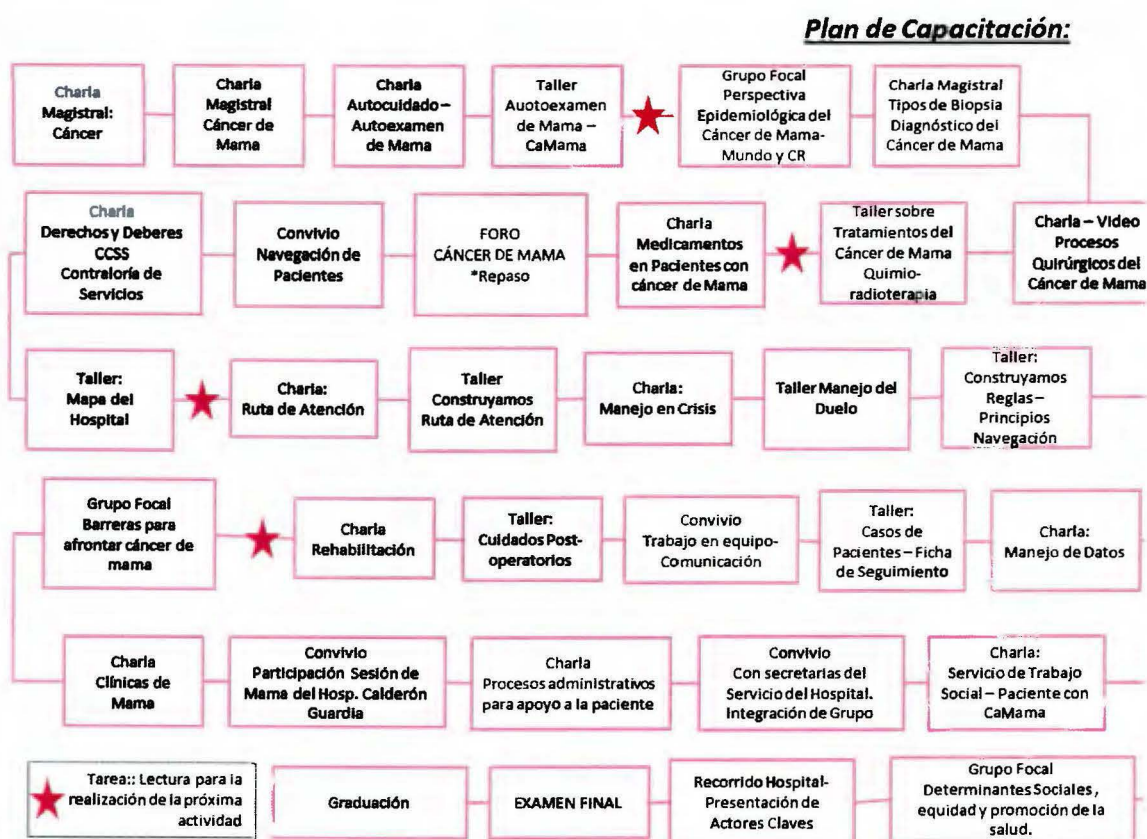 Plan de Capacitación:
Charla
Magistral:
Cáncer
Charla
Magistral
Cáncer de
Mama
Charla
Autocuidado –
Autoexamen
de Mama
Taller
Auotoexamen
de Mama –
CaMama
Grupo Focal
Perspectiva
Epidemiológica del
Cáncer de Mama-
Mundo y CR
Charla Magistral
Tipos de Biopsia
Diagnóstico del
Cáncer de Mama
Charla
Derechos y Deberes
CCSS
Contraloría de
Servicios
Convivio
Navegación de
Pacientes
FORO
CÁNCER DE MAMA
*Repaso
Charla
Medicamentos
en Pacientes con
cáncer de Mama
Taller sobre
Tratamientos del
Cáncer de Mama
Quimio-
radioterapia
Charla – Video
Procesos
Quirúrgicos del
Cáncer de Mama
Taller:
Mapa del
Hospital
Charla:
Ruta de Atención
Taller
Construyamos
Ruta de Atención
Charla:
Manejo en Crisis
Taller Manejo del
Duelo
Taller:
Construyamos
Reglas –
Principios
Navegación
Grupo Focal
Barreras para
afrontar cáncer de
mama
Charla
Rehabilitación
Taller:
Cuidados Post-
operatorios
Convivio
Trabajo en equipo-
Comunicación
Taller:
Casos de
Pacientes – Ficha
de Seguimiento
Charla:
Manejo de Datos
Charla
Clínicas de
Mama
Convivio
Participación Sesión de
Mama del Hosp. Calderón
Guardia
Charla
Procesos administrativos
para apoyo a la paciente
Convivio
Con secretarias del
Servicio del Hospital.
Integración de Grupo
Charla:
Servicio de Trabajo
Social – Paciente con
CaMama
Tarea:: Lectura para la
realización de la próxima
actividad
Graduación
EXAMEN FINAL
Recorrido Hospital-
Presentación de
Actores Claves
Grupo Focal
Determinantes Sociales,
equidad y promoción de la
salud.